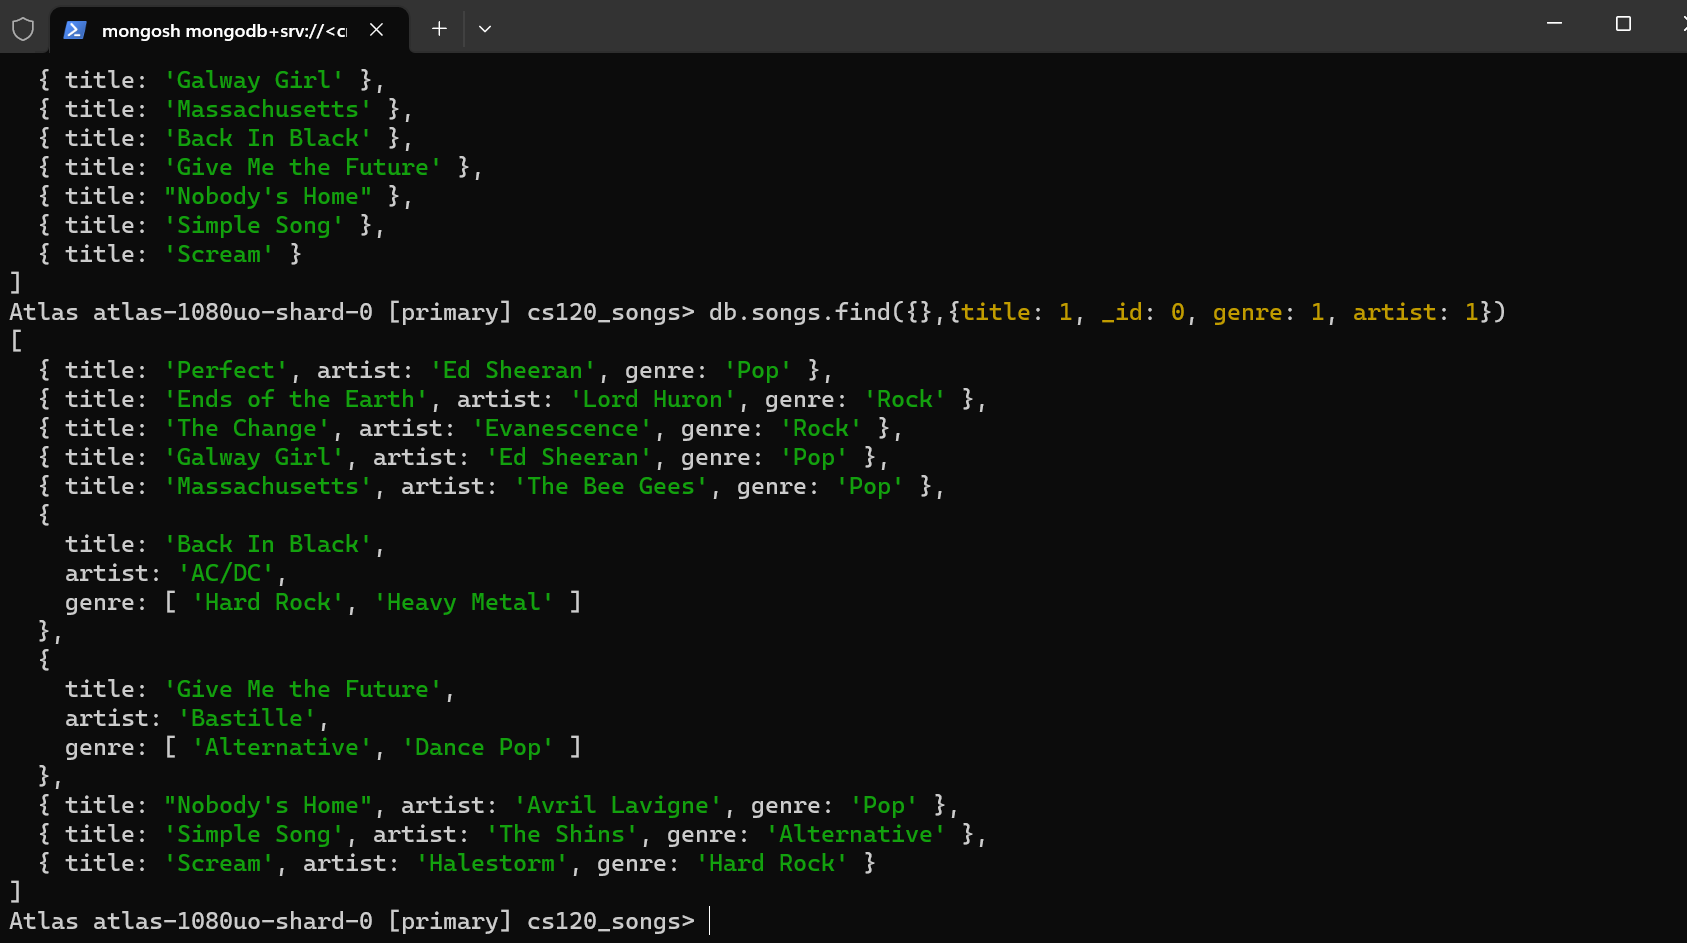 mongosh mongodb+srv://<c
{ title: 'Galway Girl' },
{ title: 'Massachusetts' },
{ title: 'Back In Black' },
{ title: 'Give Me the Future' },
{ title: "Nobody's Home" },
{ title: 'Simple Song' },
{ title: 'Scream' }
]
Atlas atlas-1080uo-shard-0 [primary] cs120_songs> db.songs.find({},{title: 1, _id: 0, genre: 1, artist: 1})
[
{ title: 'Perfect', artist: 'Ed Sheeran', genre: 'Pop' },
{ title: 'Ends of the Earth', artist: 'Lord Huron', genre: 'Rock' },
{ title: 'The Change', artist: 'Evanescence', genre: 'Rock' },
{ title: 'Galway Girl', artist: 'Ed Sheeran', genre: 'Pop' },
{ title: 'Massachusetts', artist: 'The Bee Gees', genre: 'Pop' },
{
title: 'Back In Black',
artist: 'AC/DC',
genre: [ 'Hard Rock', 'Heavy Metal' ]
},
{
title: 'Give Me the Future',
artist: 'Bastille',
genre: [ 'Alternative', 'Dance Pop' ]
},
{ title: "Nobody's Home", artist: 'Avril Lavigne', genre: 'Pop' },
{ title: 'Simple Song', artist: 'The Shins', genre: 'Alternative' },
{ title: 'Scream', artist: 'Halestorm', genre: 'Hard Rock' }
]
Atlas atlas-1080uo-shard-0 [primary] cs120_songs>